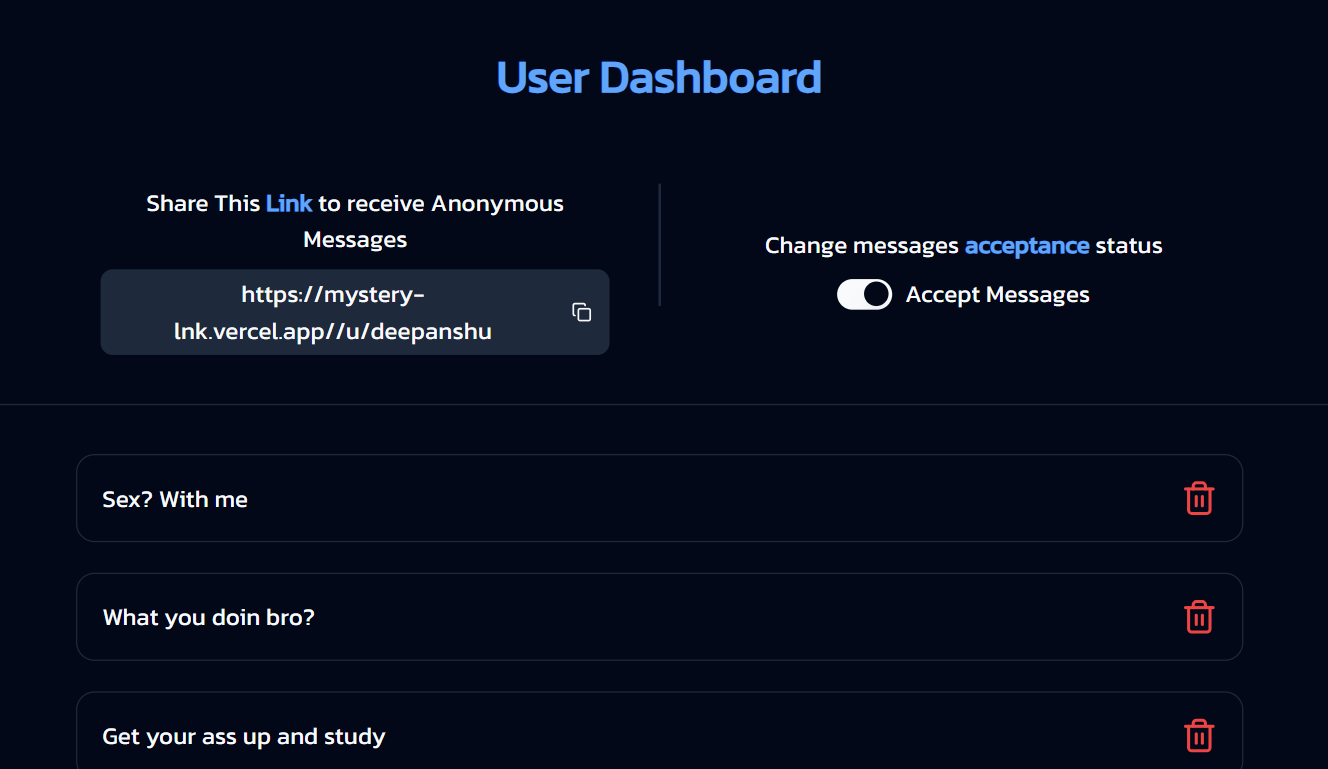 User Dashboard
Share This Link to receive Anonymous
Messages
https://mystery-
lnk.vercel.app//u/deepanshu
Change messages acceptance status
Accept Messages
Sex? With me
What you doin bro?
Get your ass up and study